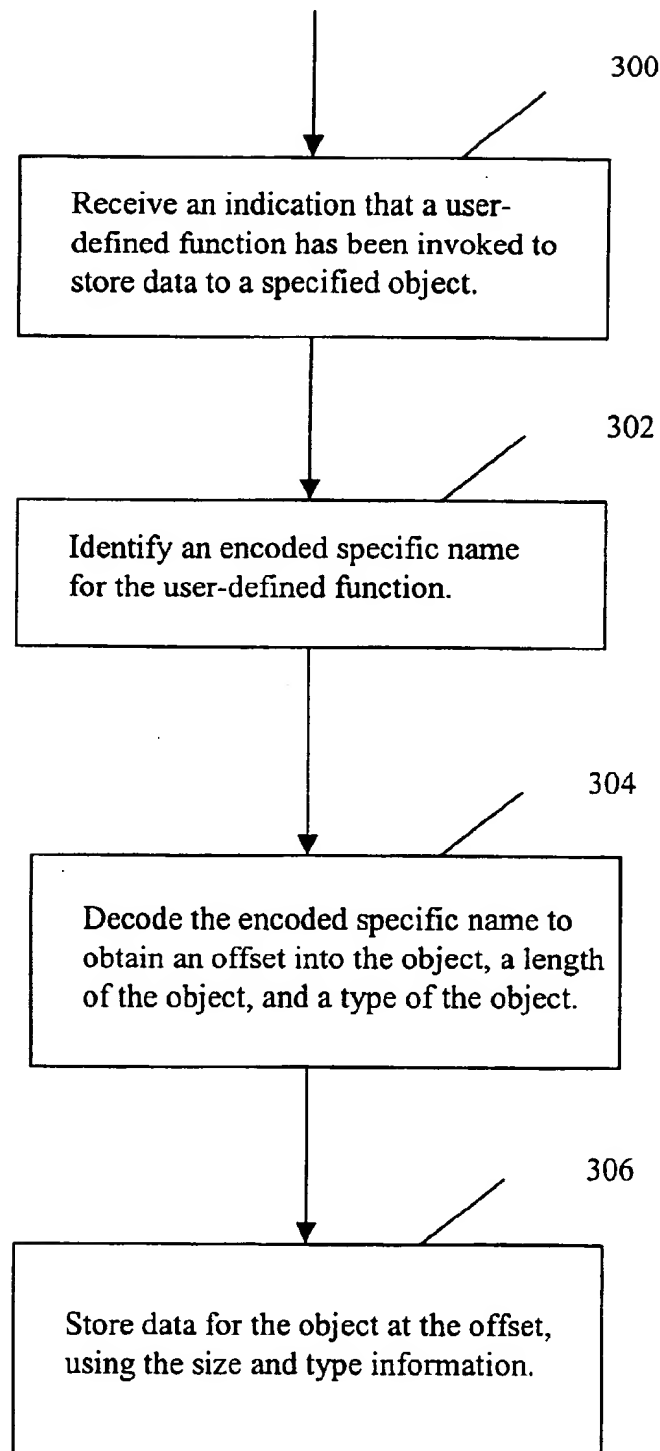 300
Receive an indication that a user-
defined function has been invoked to
store data to a specified object.
302
Identify an encoded specific name
for the user-defined function.
304
Decode the encoded specific name to
obtain an offset into the object, a length
of the object, and a type of the object.
306
Store data for the object at the offset,
using the size and type information.